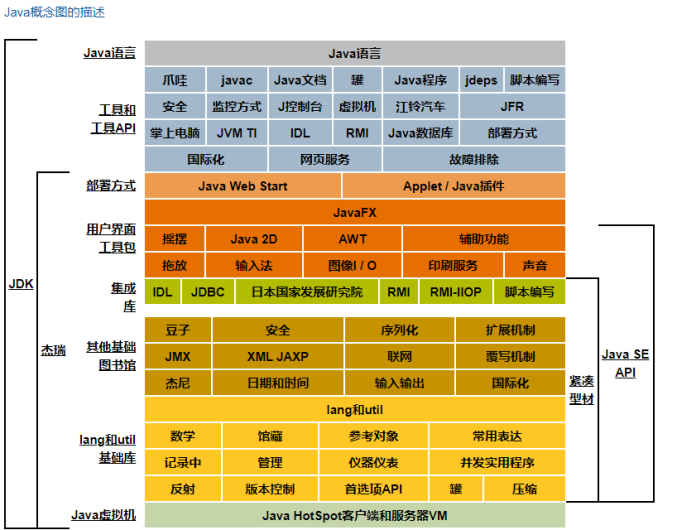 Java概念图的描述
Java语言 Java语言
爪哇 javac Java文档 罐 Java程序 jdeps 脚本编写
工具和
工具API
安全 监控方式 J控制台 虚拟机 江铃汽车 JFR
掌上电脑 JVM TI IDL RMI Java数据库 部署方式
国际化 网页服务 故障排除
部署方式 Java Web Start Applet / Java插件
JavaFX
用户界面
工具包
摇摆 Java 2D AWT 辅助功能
拖放 输入法 图像I / O 印刷服务 声音
JDK
集成
库
IDL JDBC 日本国家发展研究院 RMI RMI-IIOP 脚本编写
杰瑞
其他基础
图书馆
豆子 安全 序列化 扩展机制
JMX XML JAXP 联网 覆写机制
杰尼 日期和时间 输入输出 国际化
Java SE
API
紧凑
型材
lang和util
lang和util
基础库
数学 馆藏 参考对象 常用表达
记录中 管理 仪器仪表 并发实用程序
反射 版本控制 首选项API 罐 压缩
Java虚拟机 Java HotSpot客户端和服务器VM